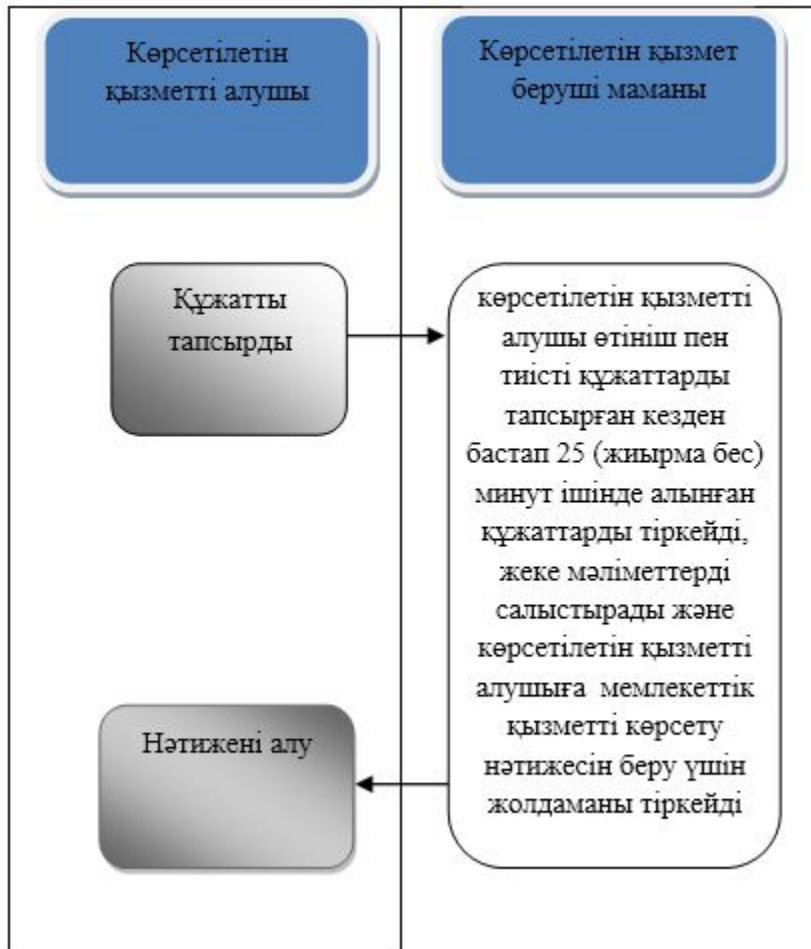 Көрсетілетін
қызметті алушы
Көрсетілетін қызмет
беруші маманы
Құжатты
тапсырды
көрсетілетін қызметті
алушы өтініш пен
тиісті құжаттарды
тапсырған кезден
бастап 25 (жиырма бес)
минут ішінде алынған
құжаттарды тіркейді,
жеке мәліметтерді
салыстырады және
көрсетілетін қызметті
алушыға мемлекеттік
қызметті көрсету
нәтижесін беру үшін
жолдаманы тіркейді
Нәтижені алу